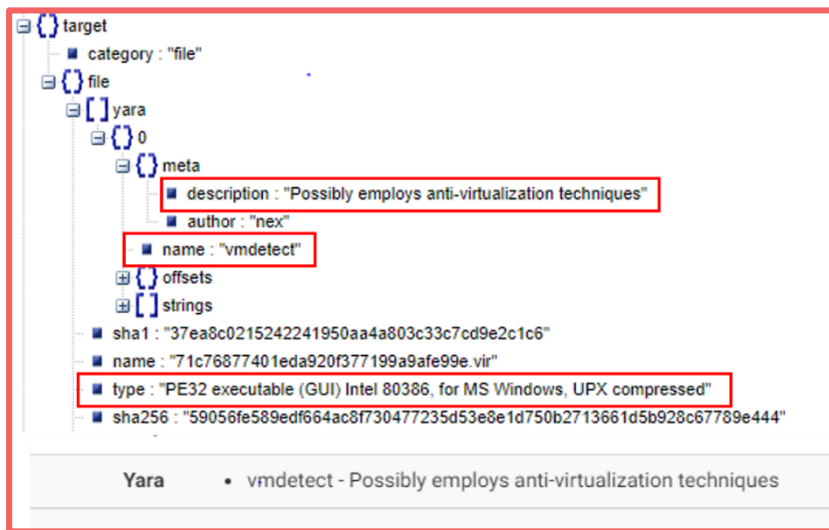 target
category : "file"
file
yara
0
meta
description : "Possibly employs anti-virtualization techniques"
author : "nex"
name : "vmdetect"
offsets
strings
sha1 : "37ea8c0215242241950aa4a803c33c7cd9e2c1c6"
name : "71c76877401eda920f377199a9afe99e.vir"
type : "PE32 executable (GUI) Intel 80386, for MS Windows, UPX compressed"
sha256 : "59056fe589edf664ac8f730477235d53e8e1d750b2713661d5b928c67789e444"
Yara • vmdetect - Possibly employs anti-virtualization techniques